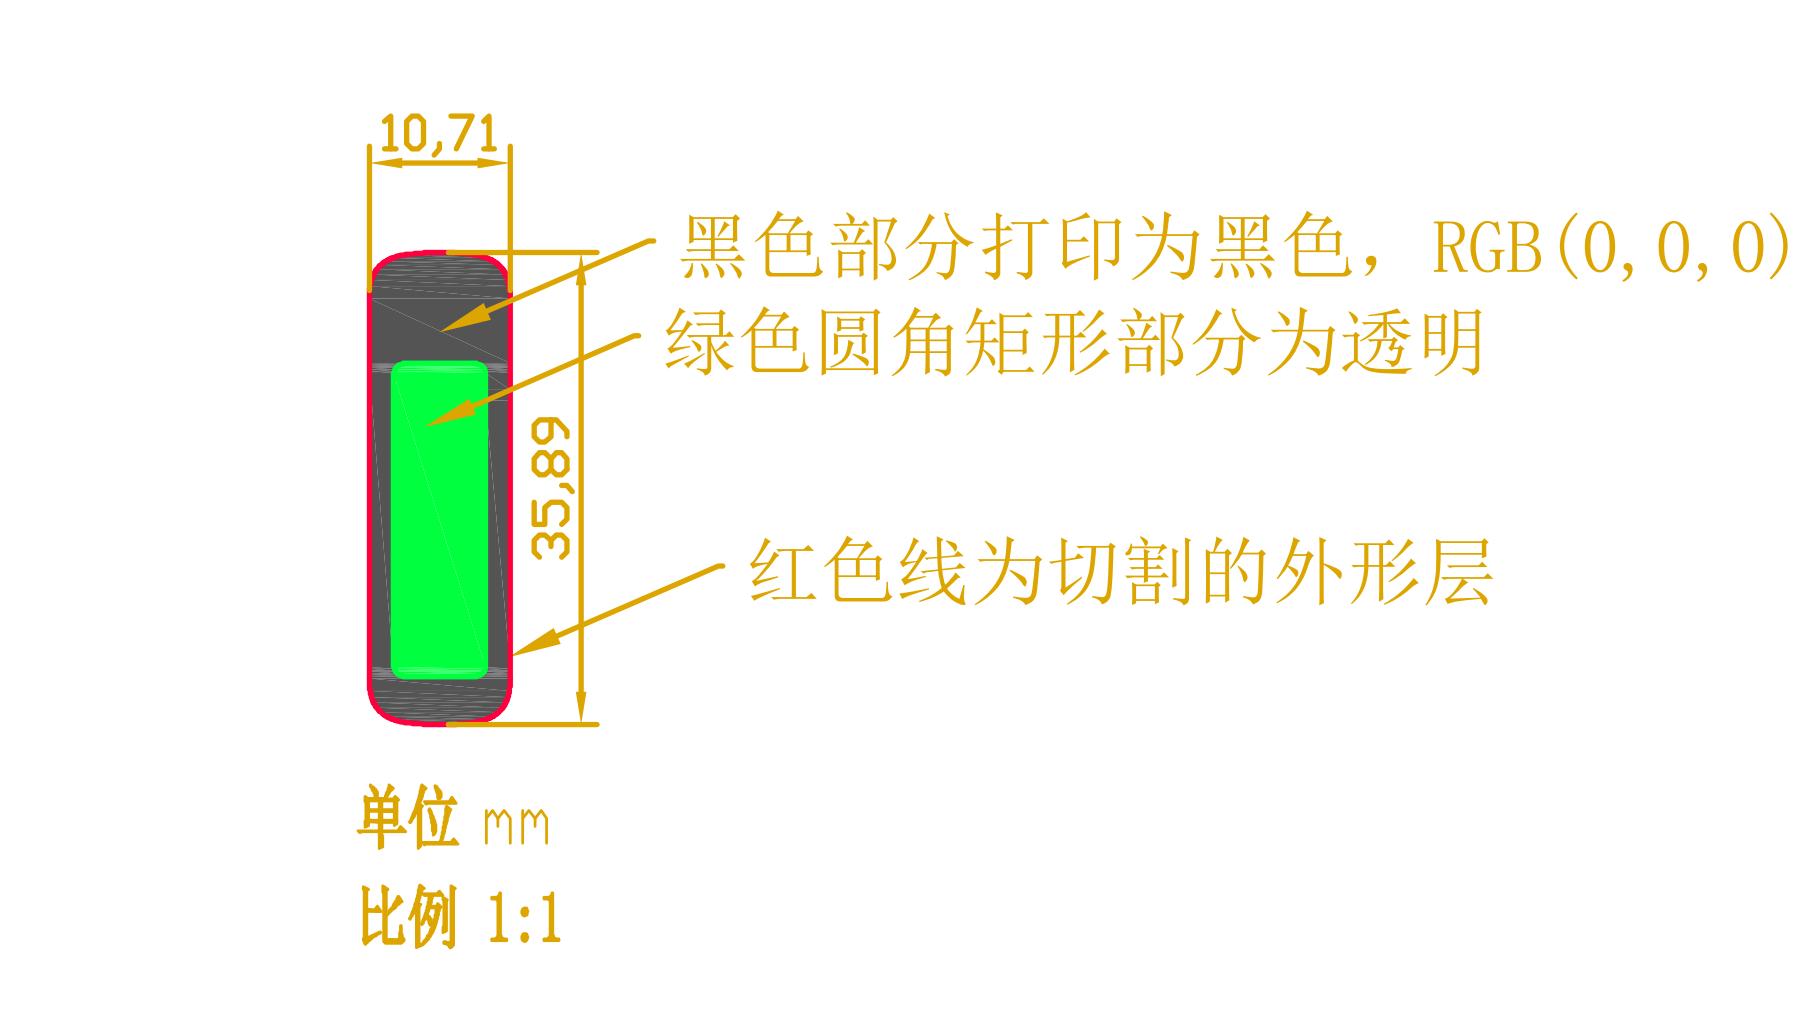 10,71
黑色部分打印为黑色，RGB(0,0,0)
绿色圆角矩形部分为透明
35,89
红色线为切割的外形层
单位 mm
比例 1:1